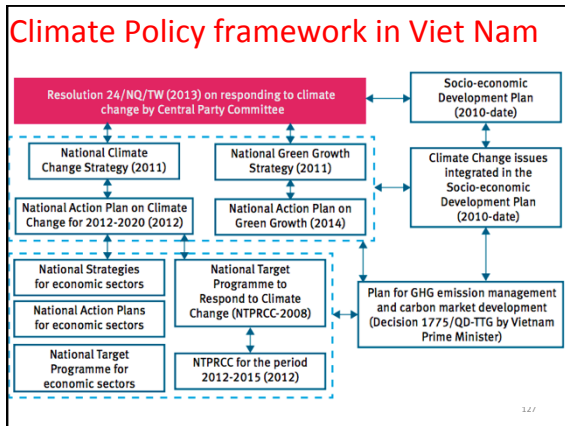 Climate Policy framework in Viet Nam
Resolution 24/NQ/TW (2013) on responding to climate
change by Central Party Committee
Socio-economic
Development Plan
(2010-date)
National Climate
Change Strategy (2011)
National Green Growth
Strategy (2011)
Climate Change issues
integrated in the
Socio-economic
Development Plan
(2010-date)
National Action Plan on Climate
Change for 2012-2020 (2012)
National Action Plan on
Green Growth (2014)
National Strategies
for economic sectors
National Target
Programme to
Respond to Climate
Change (NTPRCC-2008)
Plan for GHG emission management
and carbon market development
(Decision 1775/QD-TTG by Vietnam
Prime Minister)
National Action Plans
for economic sectors
National Target
Programme for
economic sectors
NTPRCC for the period
2012-2015 (2012)
127